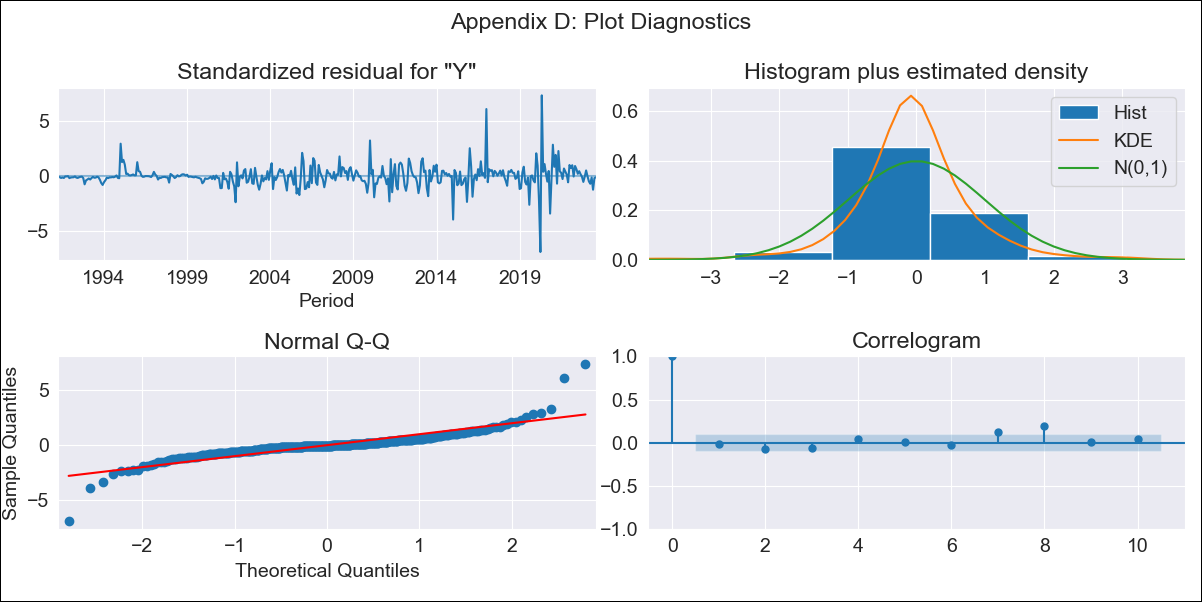 Appendix D: Plot Diagnostics
Standardized residual for "Y"
5
0
−5
1994 1999 2004 2009 2014 2019
Period
Histogram plus estimated density
0.6
0.4
0.2
0.0
Hist
KDE
N(0,1)
−3 −2 −1 0 1 2 3
Normal Q-Q
Sample Quantiles
5
0
−5
−2 −1 0 1 2
Theoretical Quantiles
Correlogram
1.0
0.5
0.0
−0.5
−1.0
0 2 4 6 8 10